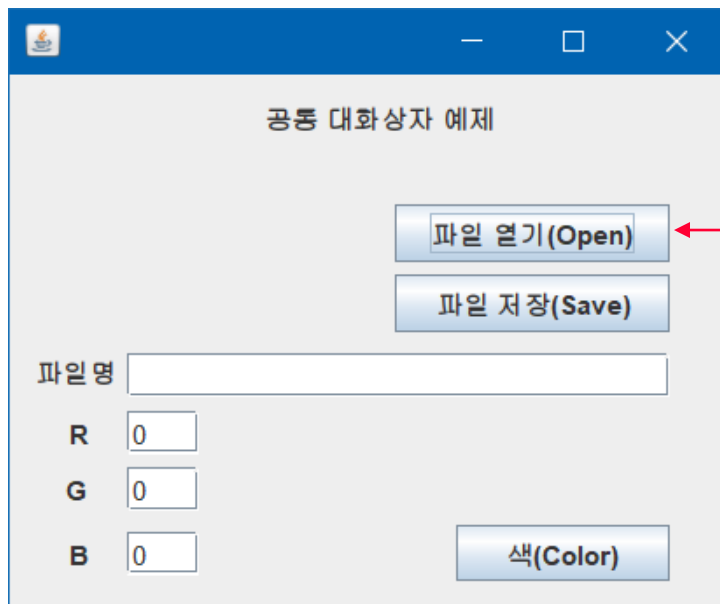 공통 대화상자 예제
파일 열기(Open)
파일 저장(Save)
파일명
R 0
G 0
B 0 색(Color)